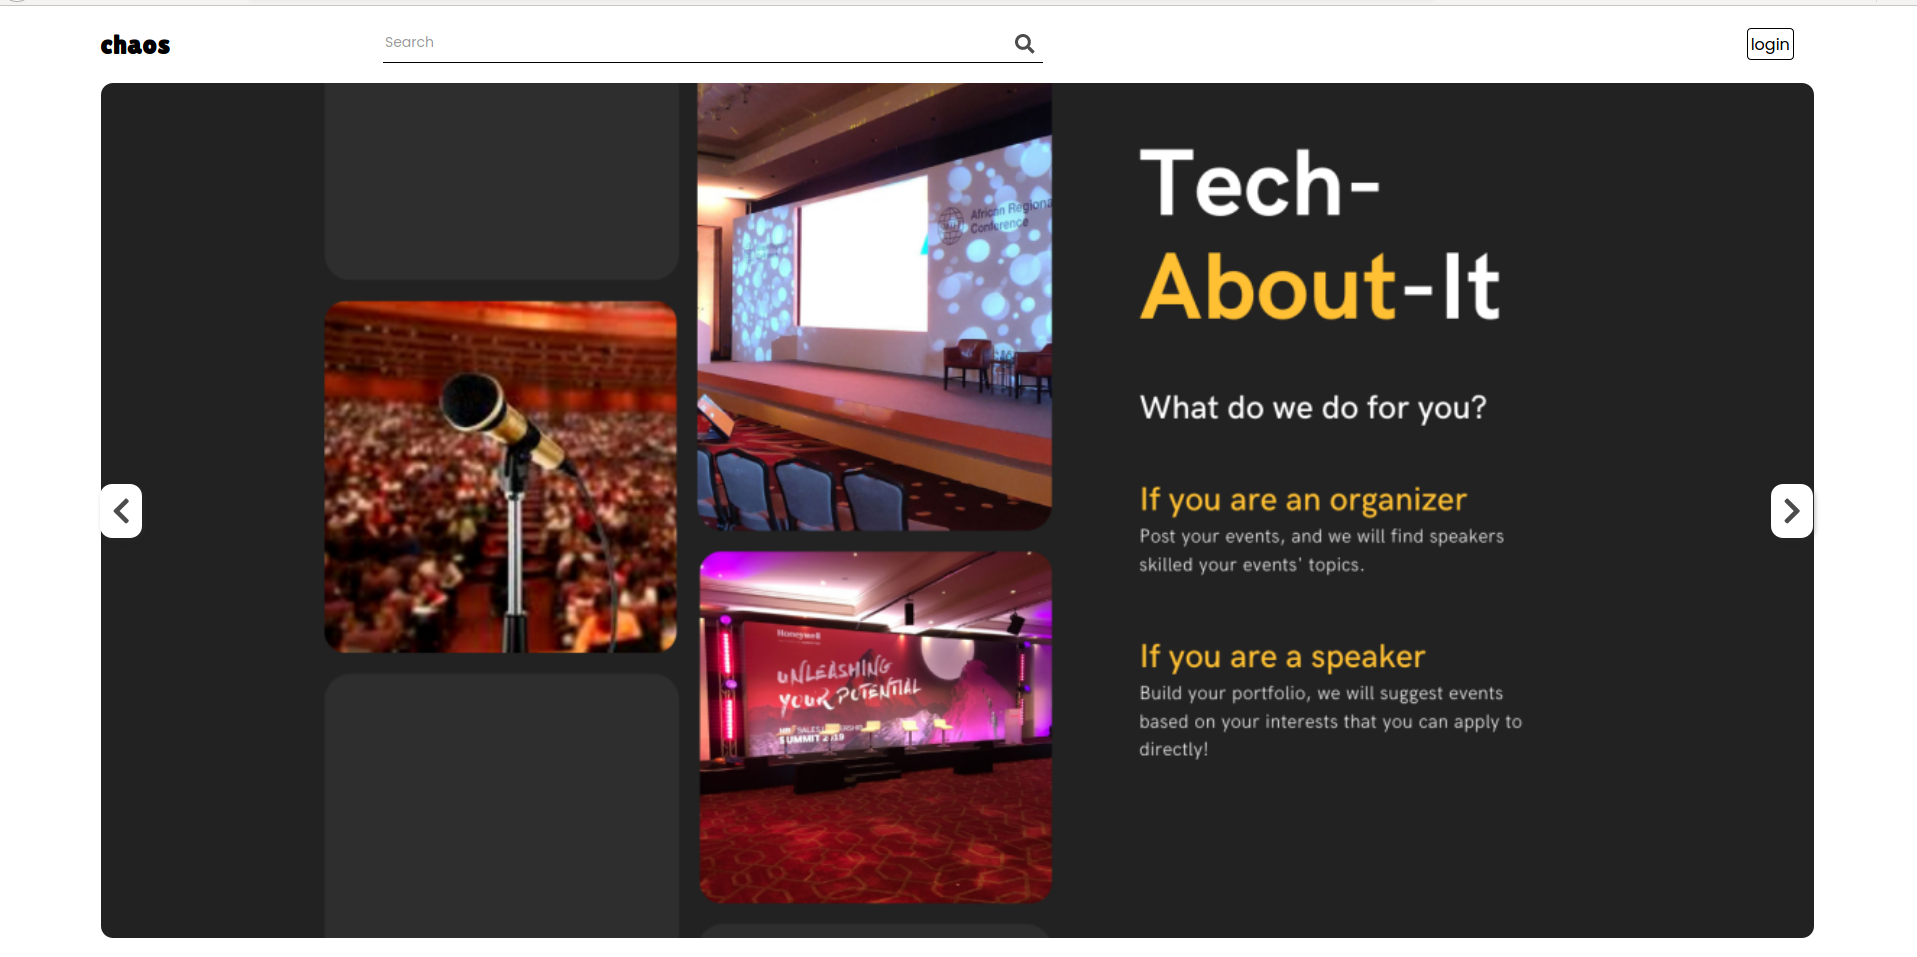 chaos
Search
login
African Regional
Conference
Tech-
About-It
What do we do for you?
If you are an organizer
Post your events, and we will find speakers
skilled your events' topics.
If you are a speaker
Build your portfolio, we will suggest events
based on your interests that you can apply to
directly!
Honeywell
UNLEASHING
YOUR POTENTIAL
SUMMIT 2019